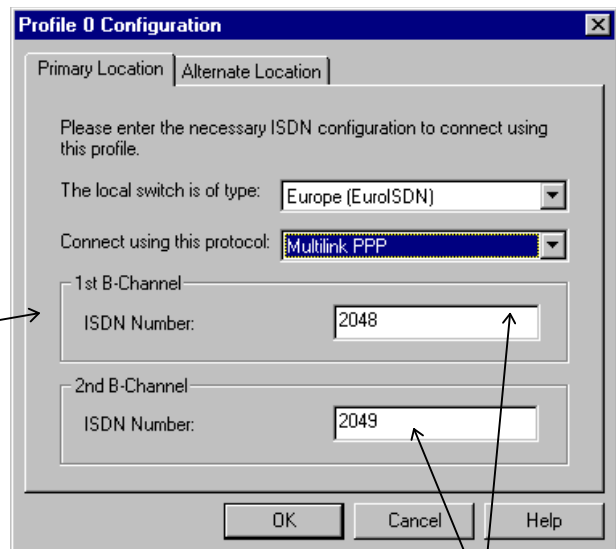 Profile 0 Configuration
Primary Location Alternate Location
Please enter the necessary ISDN configuration to connect using
this profile.
The local switch is of type: Europe (EuroISDN)
Connect using this protocol: Multilink PPP
1st B-Channel
ISDN Number: 2048
2nd B-Channel
ISDN Number: 2049
OK Cancel Help